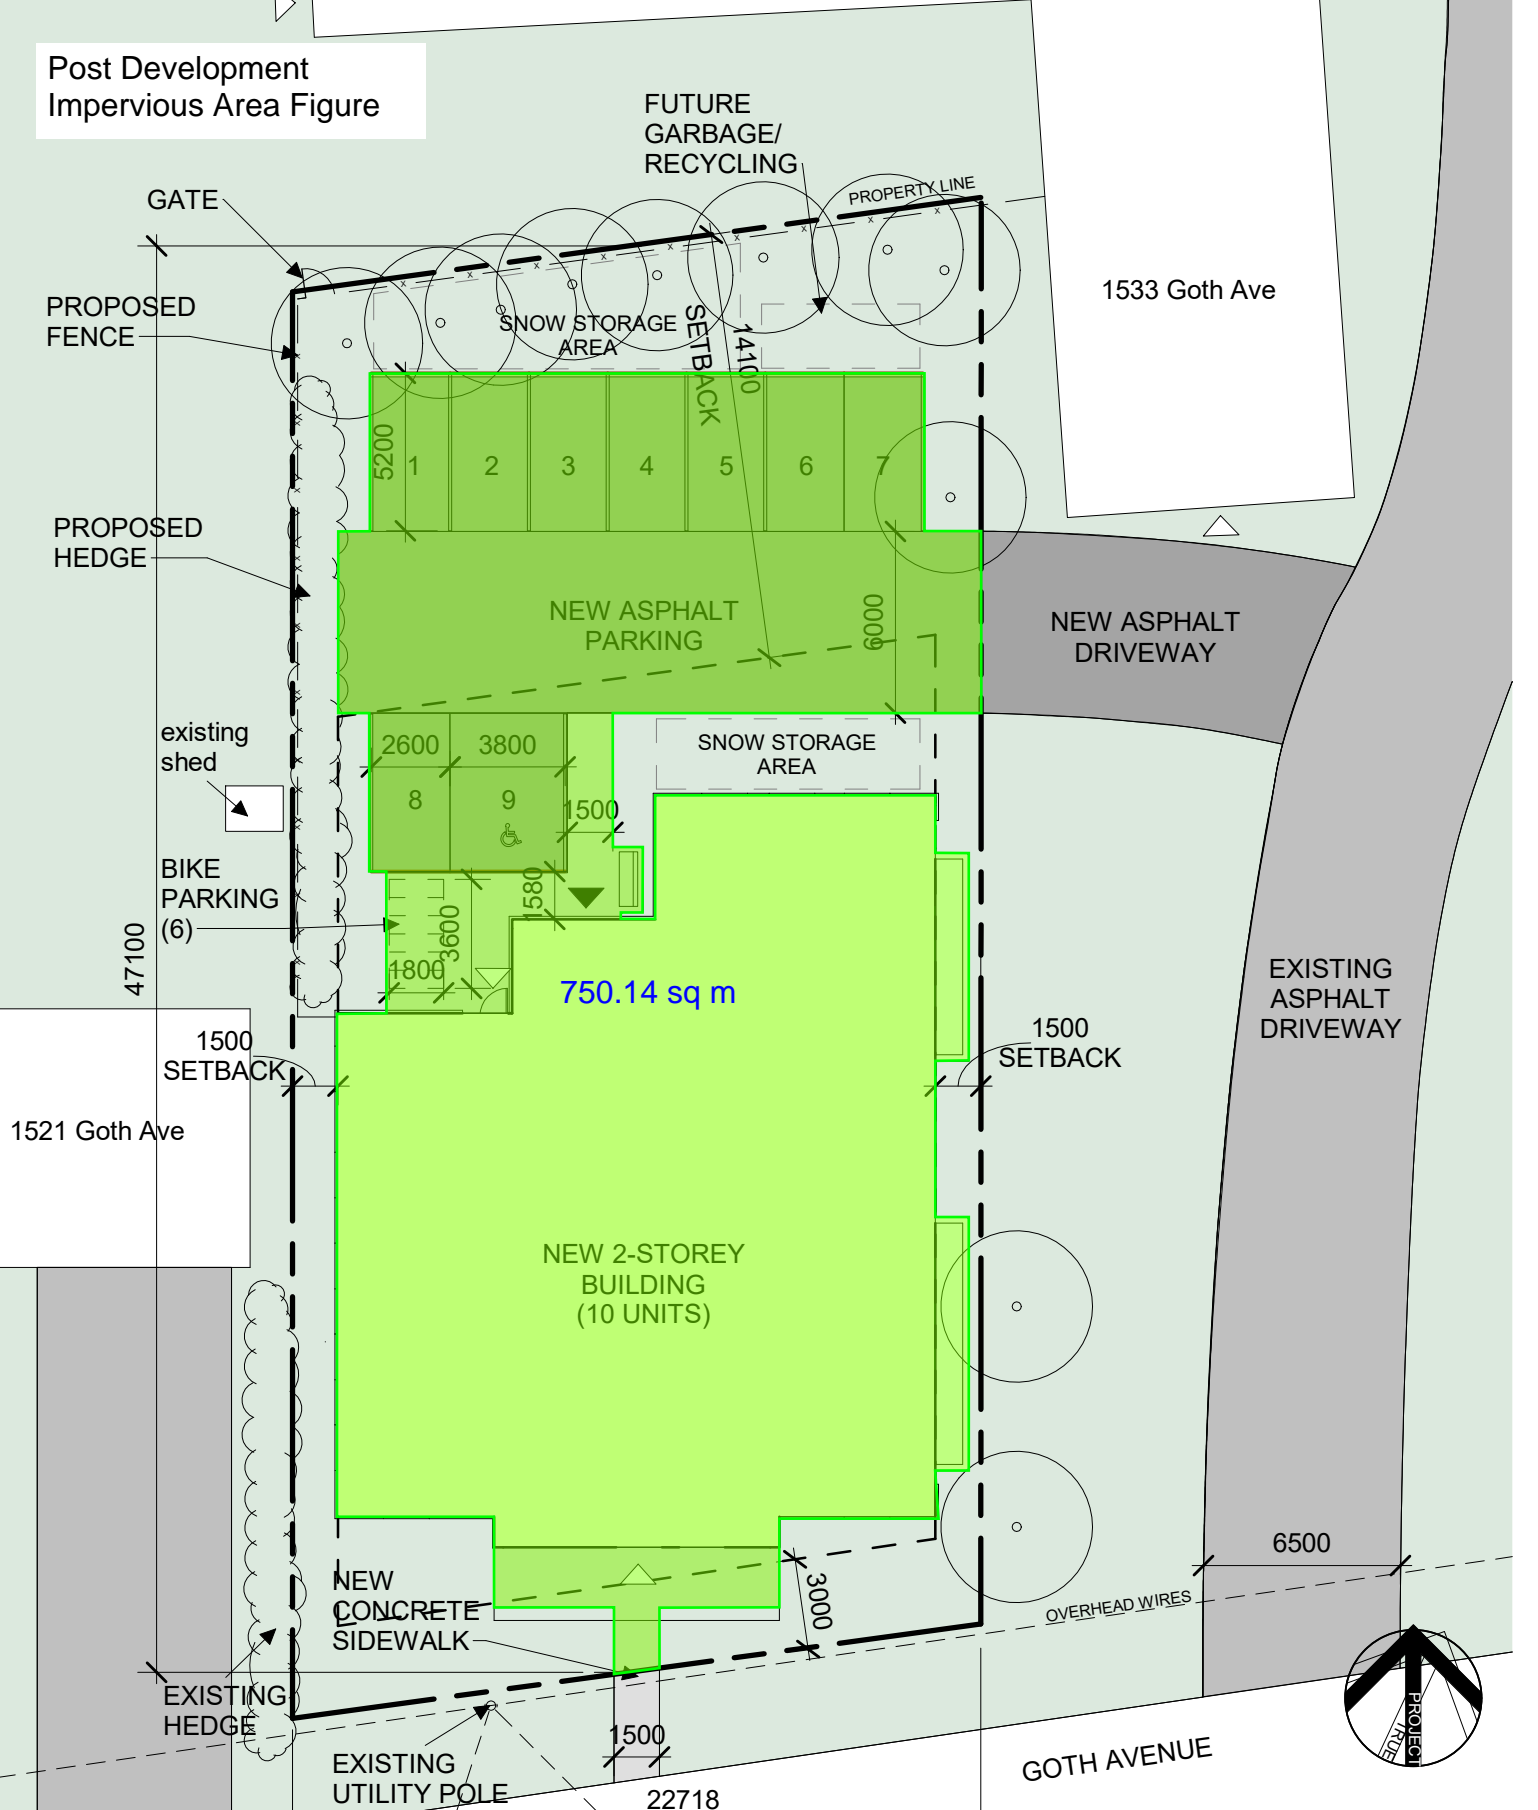 Post Development
Impervious Area Figure
FUTURE
GARBAGE/
RECYCLING
PROPERTY LINE
GATE
1533 Goth Ave
PROPOSED
FENCE
SNOW STORAGE
AREA
SETBACK
14100
5200
1
2
3
4
5
6
7
PROPOSED
HEDGE
NEW ASPHALT
PARKING
6000
NEW ASPHALT
DRIVEWAY
existing
shed
2600
3800
SNOW STORAGE
AREA
8
9
1500
BIKE
PARKING
(6)
1580
3600
1800
47100
750.14 sq m
EXISTING
ASPHALT
DRIVEWAY
1500
SETBACK
1500
SETBACK
1521 Goth Ave
NEW 2-STOREY
BUILDING
(10 UNITS)
6500
NEW
CONCRETE
SIDEWALK
3000
OVERHEAD WIRES
EXISTING
HEDGE
PROJECT
TRUE
1500
EXISTING
UTILITY POLE
GOTH AVENUE
22718